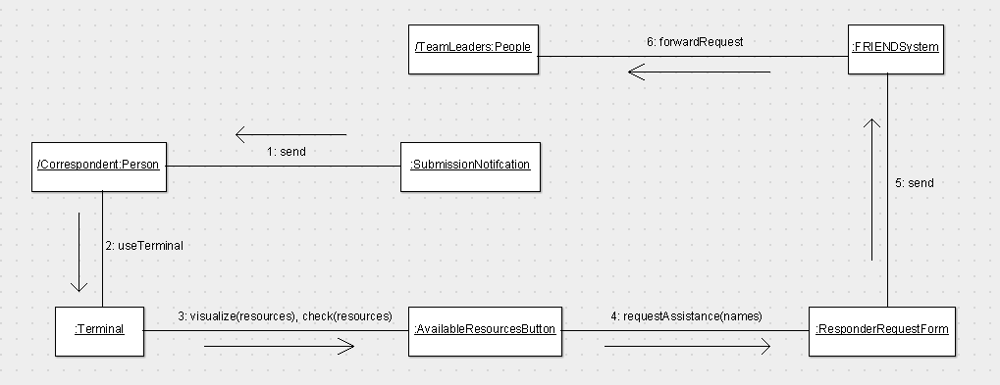 /TeamLeaders:People
6: forwardRequest
:FRIENDSystem
/Correspondent:Person
1: send
:SubmissionNotifcation
5: send
2: useTerminal
:Terminal
3: visualize(resources), check(resources)
:AvailableResourcesButton
4: requestAssistance(names)
:ResponderRequestForm